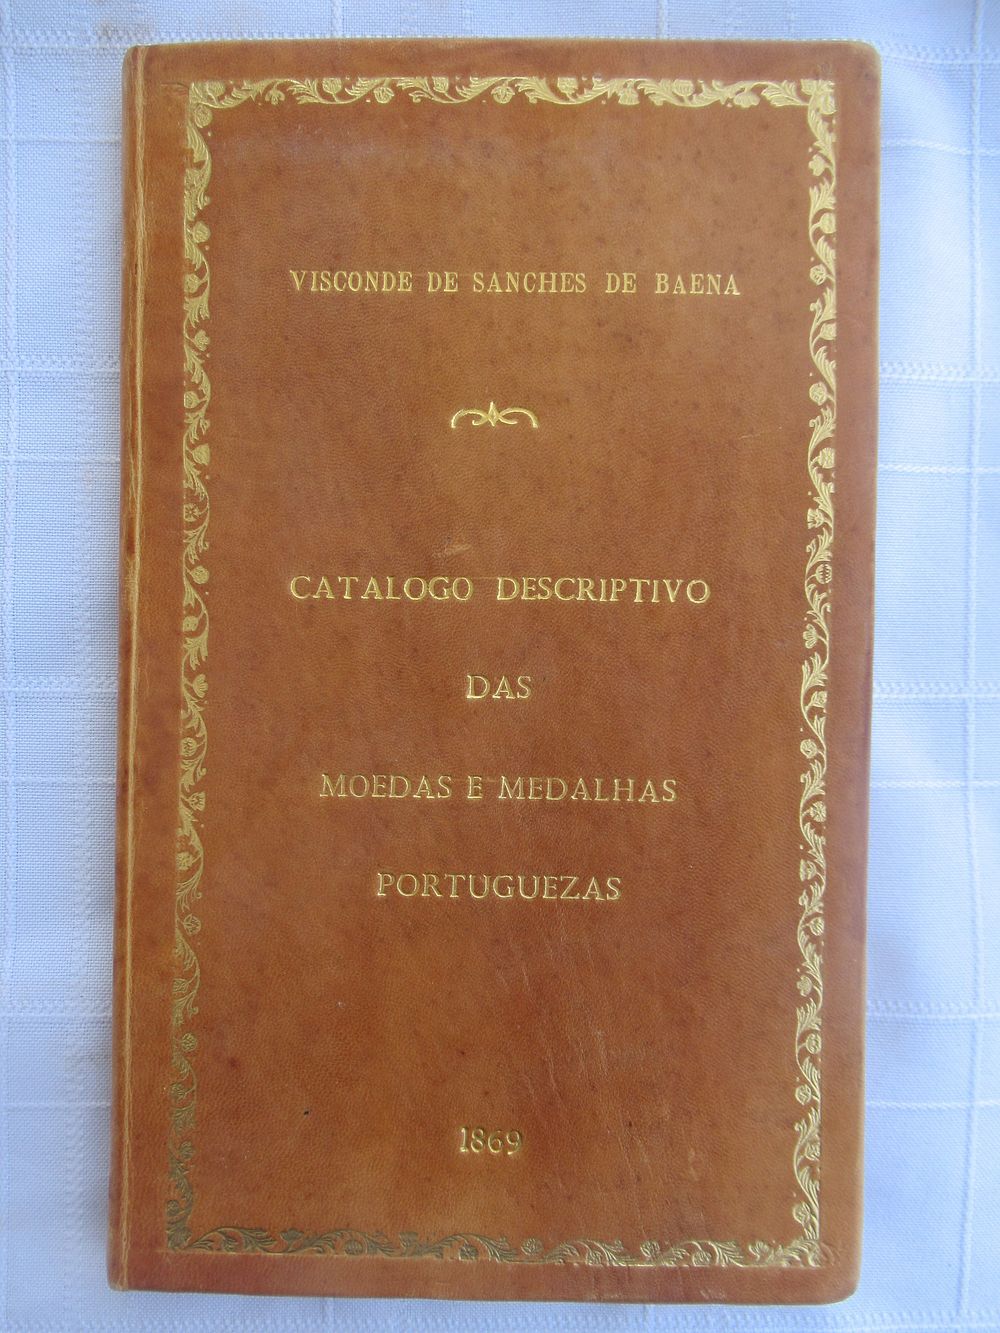 VISCONDE DE SANCHES DE BAENA
CATALOGO DESCRIPTIVO
DAS
MOEDAS E MEDALHAS
PORTUGUEZAS
1869